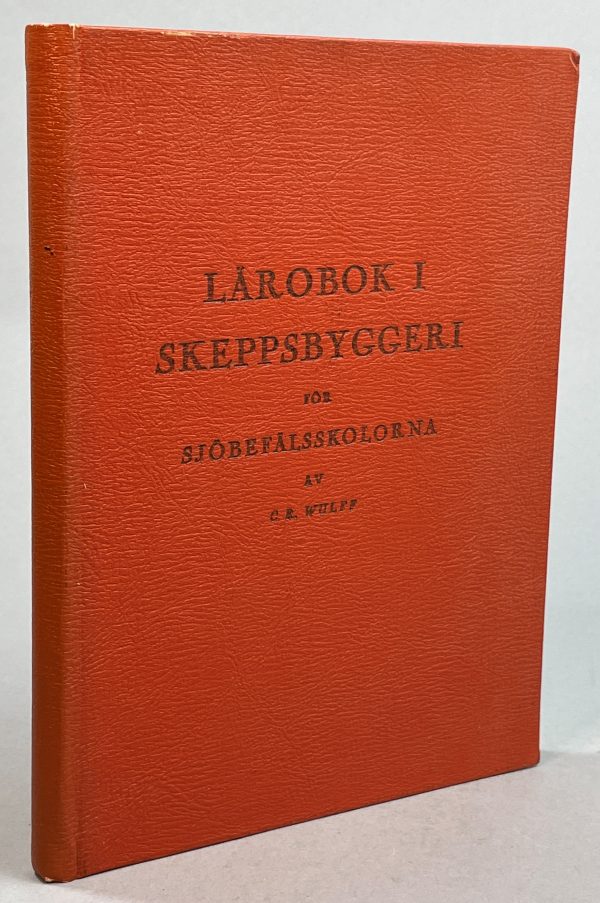 LÄROBOK I
SKEPPSBYGGERI
FÖR
SJÖBEFÄLSSKOLORNA
AV
C. R. WULFF